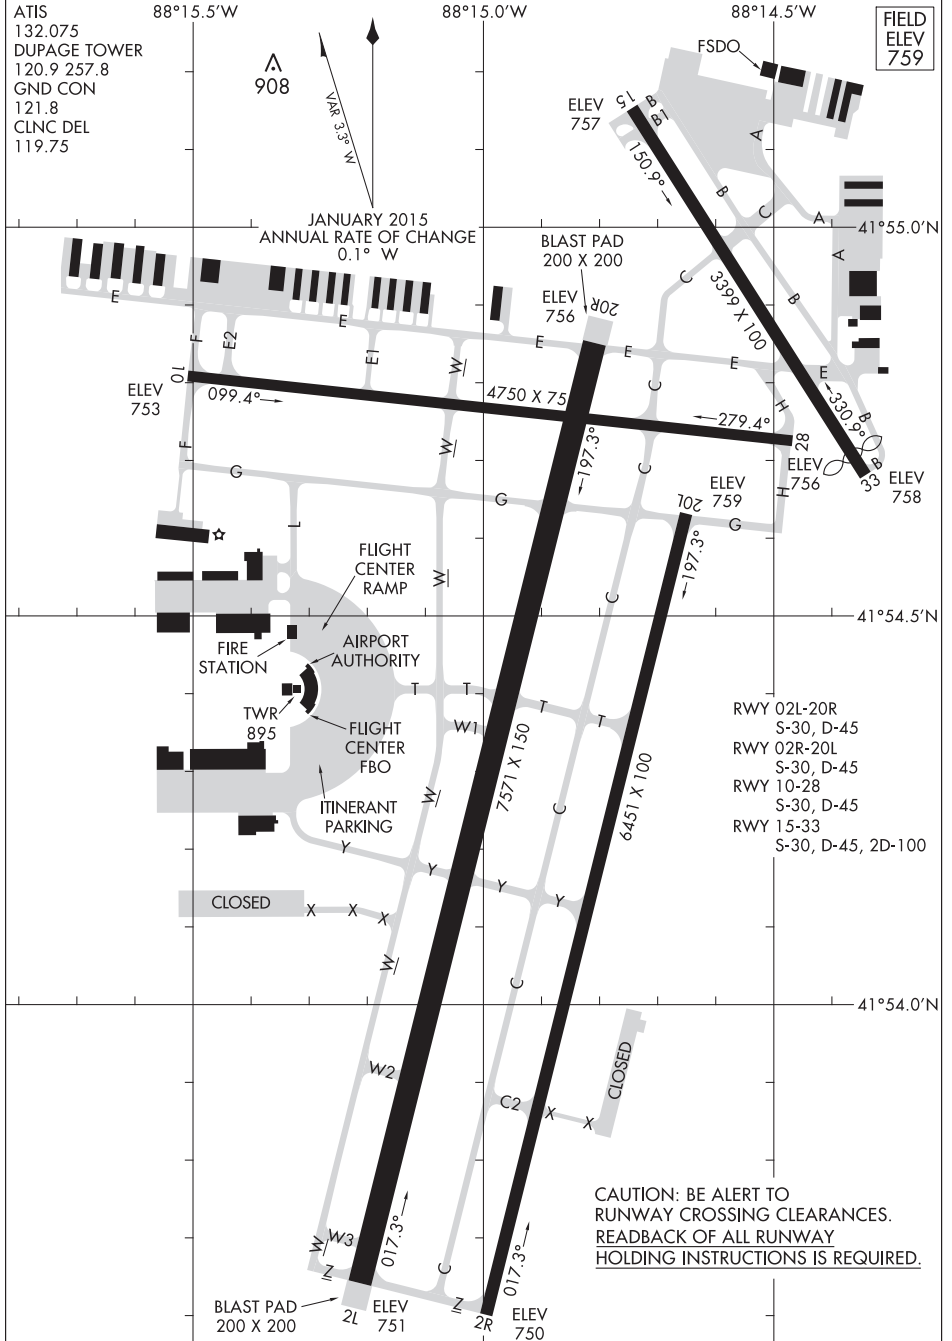 88°15.5'W
88°15.0'W
88°14.5'W
ATIS
132.075
DUPAGE TOWER
120.9 257.8
GND CON
121.8
CLNC DEL
119.75
FIELD
ELEV
759
908
VAR 3.3° W
JANUARY 2015
ANNUAL RATE OF CHANGE
0.1° W
FSDO
ELEV
757
15
B
B1
A
150.9°
B
C
A
41°55.0'N
A
BLAST PAD
200 X 200
C
3399 X 100
B
ELEV
756
20R
E
E
F
E2
E1
W
E
E
E
E
C
H
ELEV
753
10
099.4°
4750 X 75
279.4°
330.9°
B
28
F
G
W
197.3°
C
ELEV
756
H
33
B
ELEV
758
ELEV
759
20L
G
G
L
197.3°
FLIGHT
CENTER
RAMP
W
C
41°54.5'N
FIRE
STATION
AIRPORT
AUTHORITY
T
T
T
T
TWR
895
W1
FLIGHT
CENTER
FBO
7571 X 150
6451 X 100
RWY 02L-20R
S-30, D-45
RWY 02R-20L
S-30, D-45
RWY 10-28
S-30, D-45
RWY 15-33
S-30, D-45, 2D-100
W
C
ITINERANT
PARKING
Y
Y
Y
Y
CLOSED
X
X
X
W
C
41°54.0'N
W2
C2
X
X
CLOSED
CAUTION: BE ALERT TO
RUNWAY CROSSING CLEARANCES.
READBACK OF ALL RUNWAY
HOLDING INSTRUCTIONS IS REQUIRED.
W
W3
017.3°
C
017.3°
Z
Z
BLAST PAD
200 X 200
2L
ELEV
751
2R
ELEV
750